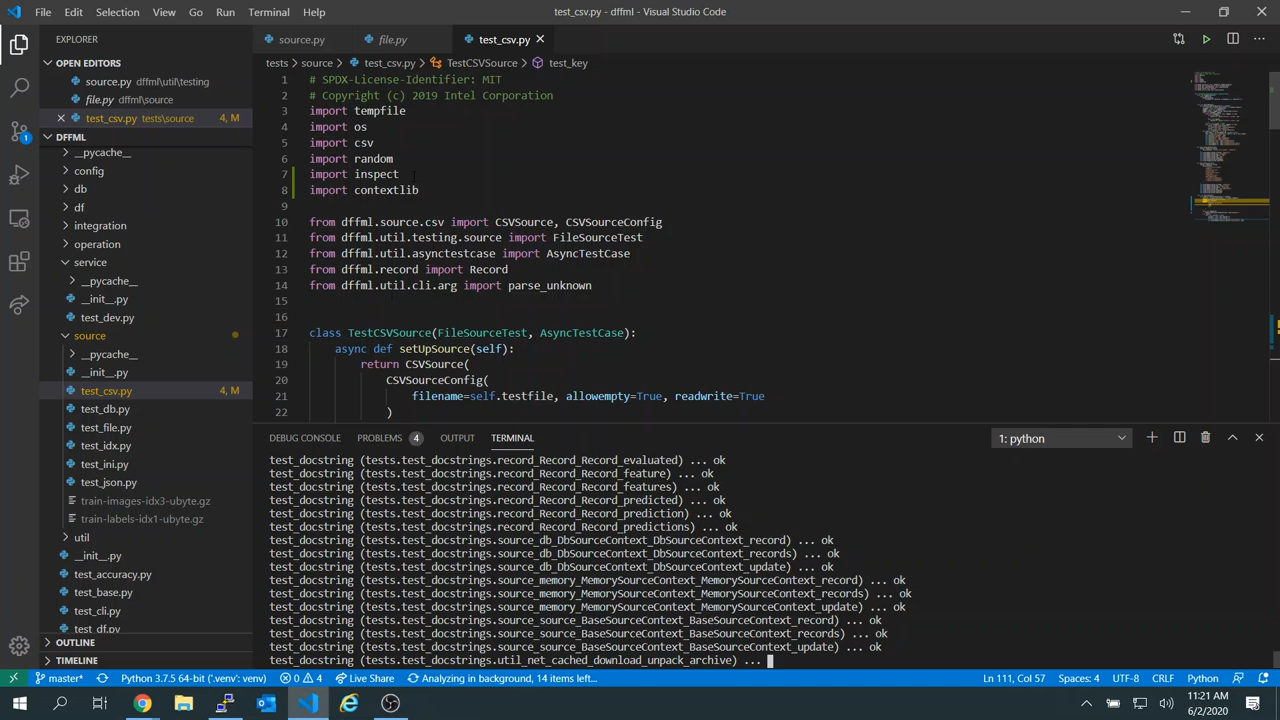 File Edit Selection View Go Run Terminal Help test_csv.py - dffml - Visual Studio Code
EXPLORER
OPEN EDITORS
source.py dffml\util\testing
file.py dffml\source
test_csv.py tests\source 4, M
DFFML
__pycache__
config
db
df
integration
operation
service
__pycache__
__init__.py
test_dev.py
source
__pycache__
__init__.py
test_csv.py 4, M
test_db.py
test_file.py
test_idx.py
test_ini.py
test_json.py
train-images-idx3-ubyte.gz
train-labels-idx1-ubyte.gz
util
__init__.py
test_accuracy.py
test_base.py
test_cli.py
test_df.py
OUTLINE
TIMELINE
source.py file.py test_csv.py
tests > source > test_csv.py > TestCSVSource > test_key
1 # SPDX-License-Identifier: MIT
2 # Copyright (c) 2019 Intel Corporation
3 import tempfile
4 import os
5 import csv
6 import random
7 import inspect
8 import contextlib
9
10 from dffml.source.csv import CSVSource, CSVSourceConfig
11 from dffml.util.testing.source import FileSourceTest
12 from dffml.util.asynctestcase import AsyncTestCase
13 from dffml.record import Record
14 from dffml.util.cli.arg import parse_unknown
15
16
17 class TestCSVSource(FileSourceTest, AsyncTestCase):
18 async def setUpSource(self):
19 return CSVSource(
20 CSVSourceConfig(
21 filename=self.testfile, allowempty=True, readwrite=True
22 )
DEBUG CONSOLE PROBLEMS 4 OUTPUT TERMINAL 1: python
test_docstring (tests.test_docstrings.record_Record_Record_evaluated) ... ok
test_docstring (tests.test_docstrings.record_Record_Record_feature) ... ok
test_docstring (tests.test_docstrings.record_Record_Record_features) ... ok
test_docstring (tests.test_docstrings.record_Record_Record_predicted) ... ok
test_docstring (tests.test_docstrings.record_Record_Record_prediction) ... ok
test_docstring (tests.test_docstrings.record_Record_Record_predictions) ... ok
test_docstring (tests.test_docstrings.source_db_DbSourceContext_DbSourceContext_record) ... ok
test_docstring (tests.test_docstrings.source_db_DbSourceContext_DbSourceContext_records) ... ok
test_docstring (tests.test_docstrings.source_db_DbSourceContext_DbSourceContext_update) ... ok
test_docstring (tests.test_docstrings.source_memory_MemorySourceContext_MemorySourceContext_record) ... ok
test_docstring (tests.test_docstrings.source_memory_MemorySourceContext_MemorySourceContext_records) ... ok
test_docstring (tests.test_docstrings.source_memory_MemorySourceContext_MemorySourceContext_update) ... ok
test_docstring (tests.test_docstrings.source_source_BaseSourceContext_BaseSourceContext_record) ... ok
test_docstring (tests.test_docstrings.source_source_BaseSourceContext_BaseSourceContext_records) ... ok
test_docstring (tests.test_docstrings.source_source_BaseSourceContext_BaseSourceContext_update) ... ok
test_docstring (tests.test_docstrings.util_net_cached_download_unpack_archive) ...
master* Python 3.7.5 64-bit ('.venv': venv) 0 4 Live Share Analyzing in background, 14 items left... Ln 111, Col 57 Spaces: 4 UTF-8 CRLF Python
11:21 AM
6/2/2020